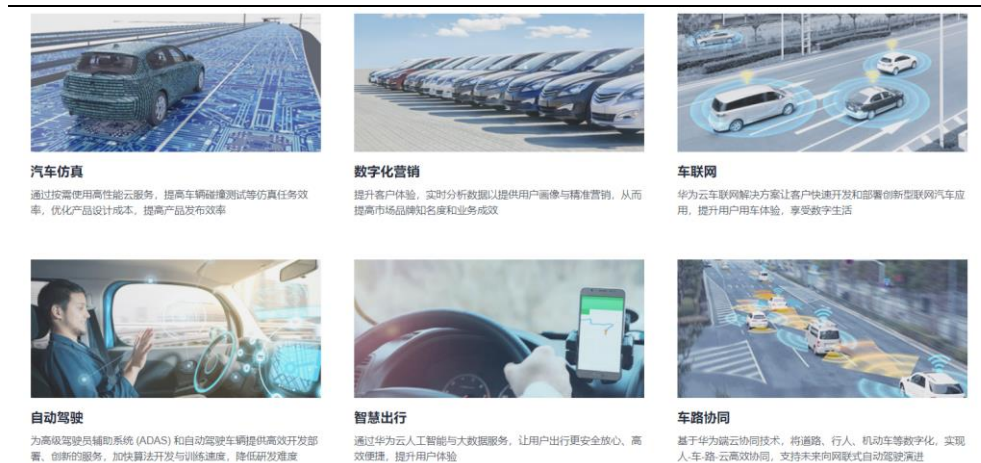 汽车仿真
通过按需使用高性能云服务，提高车辆碰撞测试等仿真任务效
率，优化产品设计成本，提高产品发布效率
数字化营销
提升客户体验，实时分析数据以提供用户画像与精准营销，从而
提高市场品牌知名度和业务成效
车联网
华为云车联网解决方案让客户快速开发和部署创新型联网汽车应
用，提升用户用车体验，享受数字生活
自动驾驶
为高级驾驶员辅助系统 (ADAS) 和自动驾驶车辆提供高效开发部
署、创新的服务，加快算法开发与训练速度，降低研发难度
智慧出行
通过华为云人工智能与大数据服务，让用户出行更安全放心、高
效便捷，提升用户体验
车路协同
基于华为端云协同技术，将道路、行人、机动车等数字化，实现
人-车-路-云高效协同，支持未来向网联式自动驾驶演进